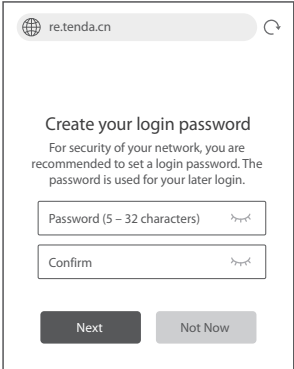 re.tenda.cn
Create your login password
For security of your network, you are
recommended to set a login password. The
password is used for your later login.
Password (5 – 32 characters)
Confirm
Next
Not Now